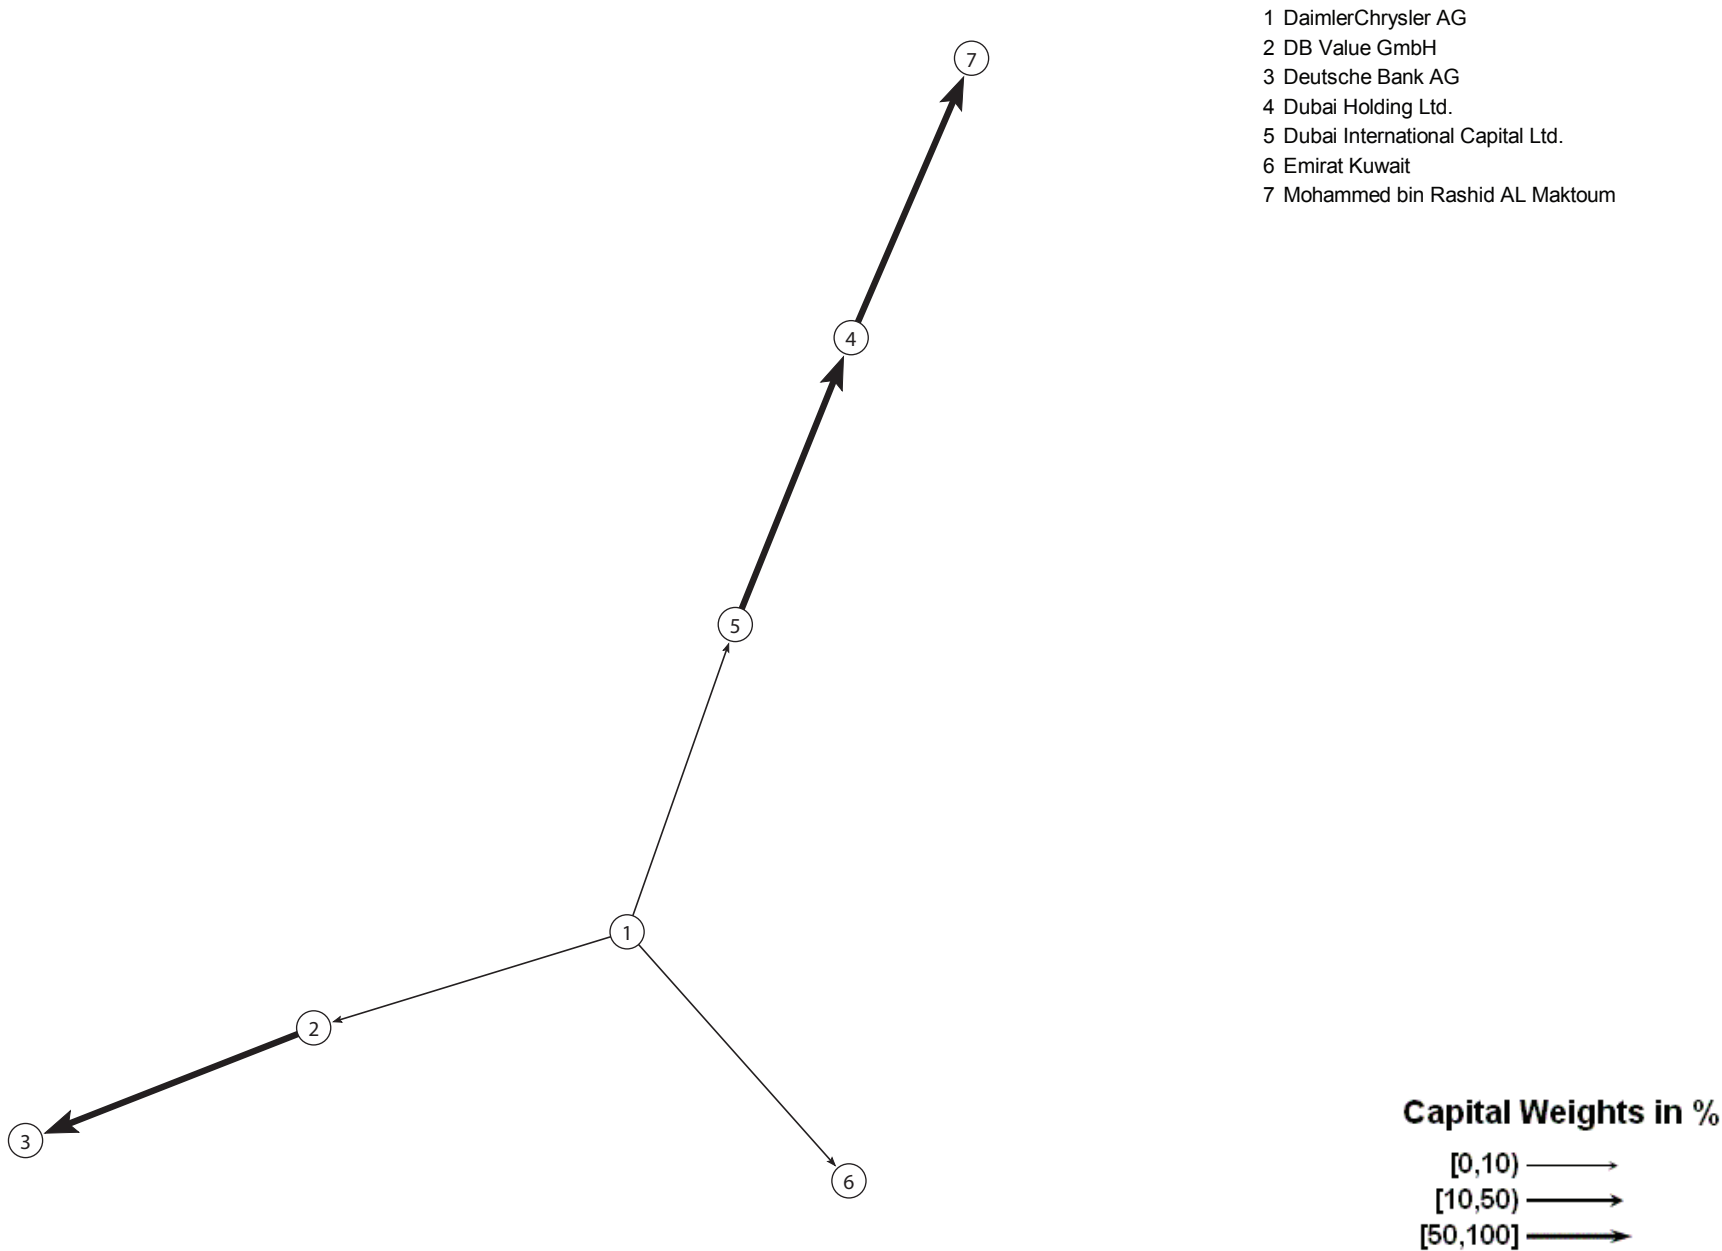 1 DaimlerChrysler AG
2 DB Value GmbH
3 Deutsche Bank AG
4 Dubai Holding Ltd.
5 Dubai International Capital Ltd.
6 Emirat Kuwait
7 Mohammed bin Rashid AL Maktoum
7
4
5
1
2
3
6
Capital Weights in %
[0,10)
[10,50)
[50,100]